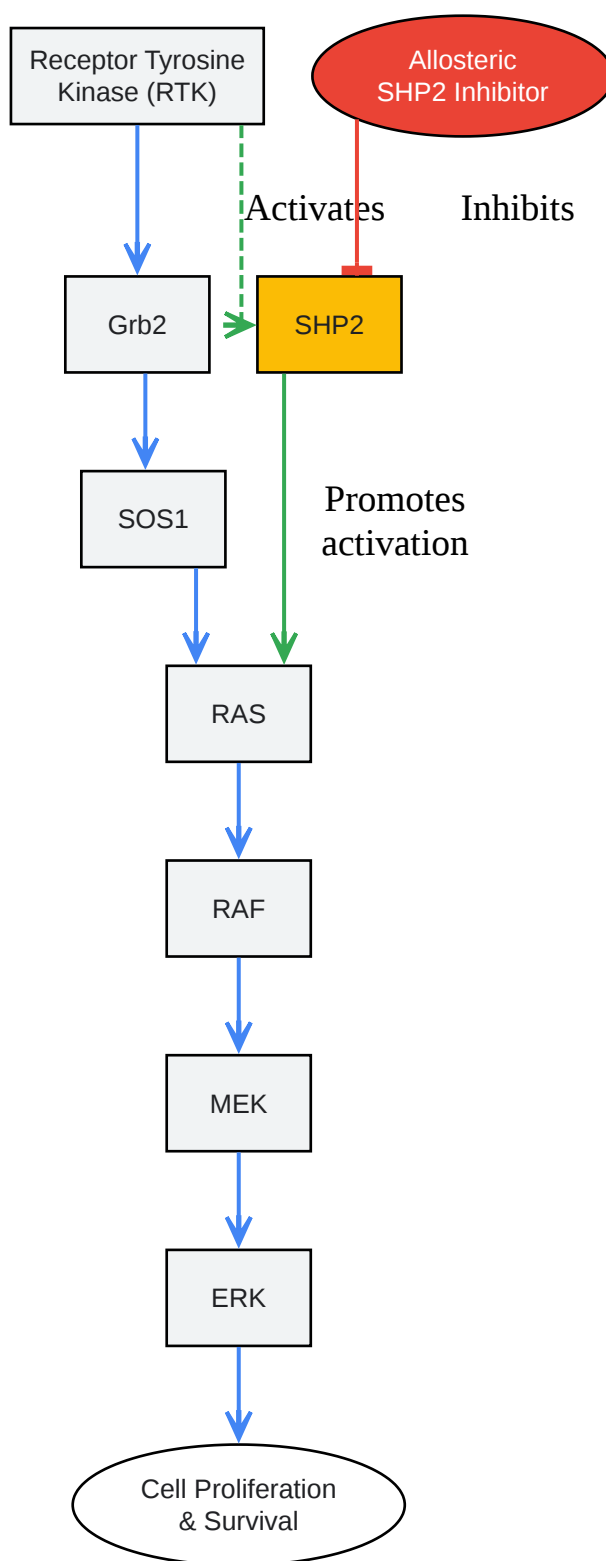 Receptor Tyrosine
Kinase (RTK)
Allosteric
SHP2 Inhibitor
Activates
Inhibits
Grb2
SHP2
SOS1
Promotes
activation
RAS
RAF
MEK
ERK
Cell Proliferation
& Survival